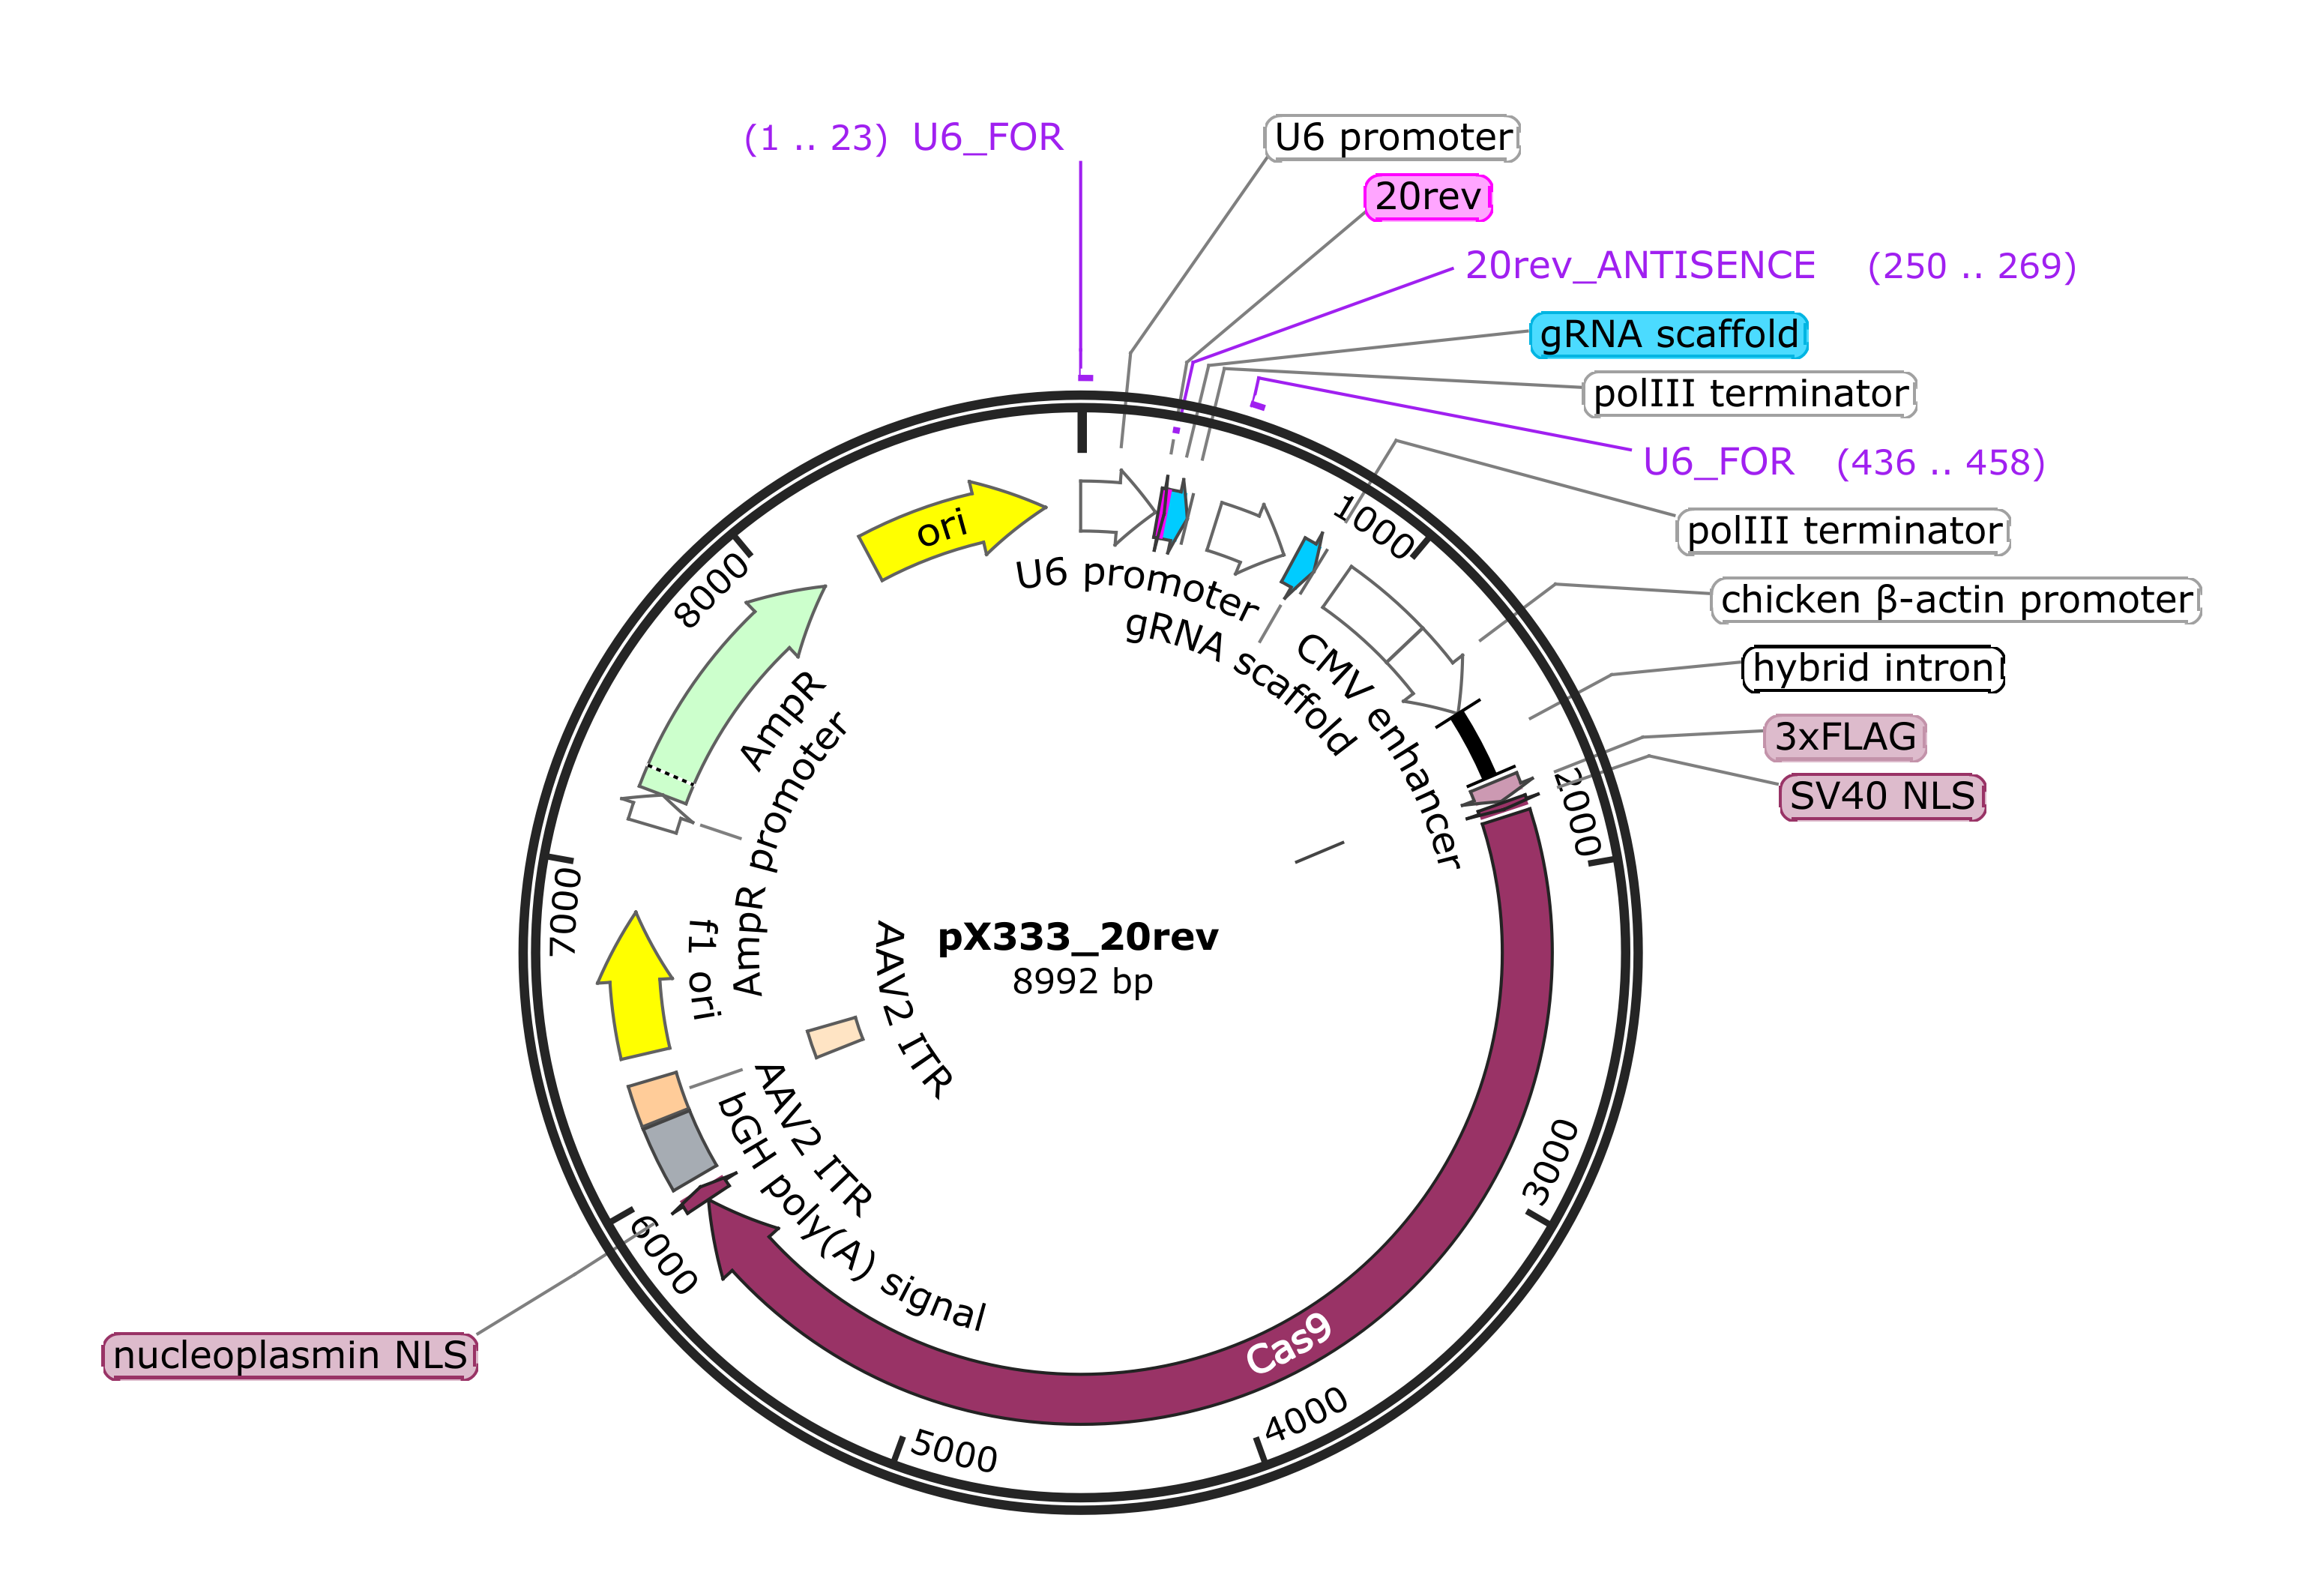 (1 .. 23) U6_FOR
U6 promoter
20rev
20rev_ANTISENCE (250 .. 269)
gRNA scaffold
polIII terminator
U6_FOR (436 .. 458)
polIII terminator
chicken β-actin promoter
hybrid intron
3xFLAG
SV40 NLS
1000
2000
3000
4000
5000
6000
7000
8000
ori
U6 promoter
gRNA scaffold
CMV enhancer
AmpR
AmpR promoter
f1 ori
AAV2 ITR
AAV2 ITR
bGH poly(A) signal
Cas9
pX333_20rev
8992 bp
nucleoplasmin NLS